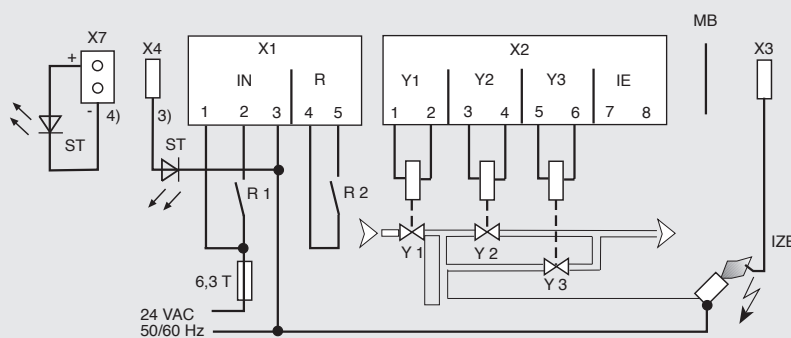 X7
+
-
4)
ST
X4
3)
ST
X1
IN
R
1 2 3 4 5
R 1
R 2
6,3 T
24 VAC
50/60 Hz
X2
Y1 Y2 Y3 IE
1 2 3 4 5 6 7 8
Y 1
Y 2
Y 3
MB
X3
IZE